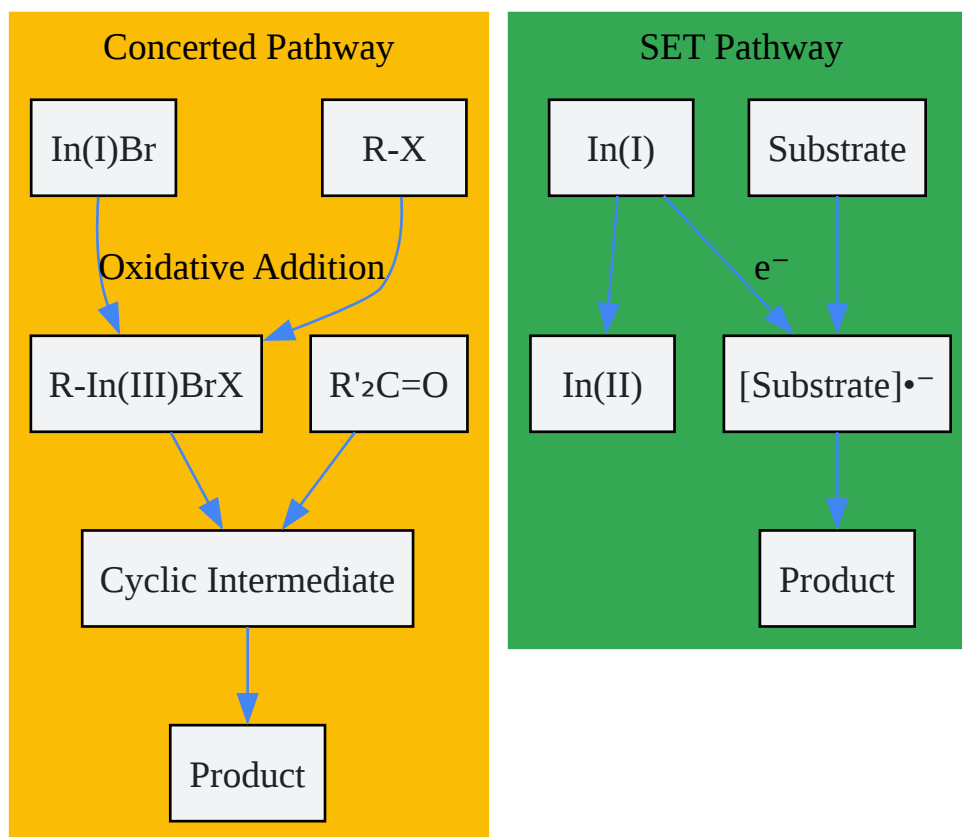 Concerted Pathway
In(I)Br
R-X
Oxidative Addition
R-In(III)BrX
R'₂C=O
Cyclic Intermediate
Product
SET Pathway
In(I)
Substrate
e⁻
In(II)
[Substrate]•⁻
Product